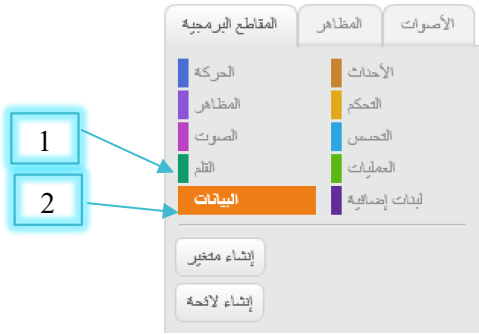 المقاطع البرمجية المظاهر الأصوات
الحركة الأحداث
المظاهر التحكم
الصوت التحسس
القلم العمليات
البيانات لبنات إضافية
إنشاء متغير
إنشاء لائحة
1
2